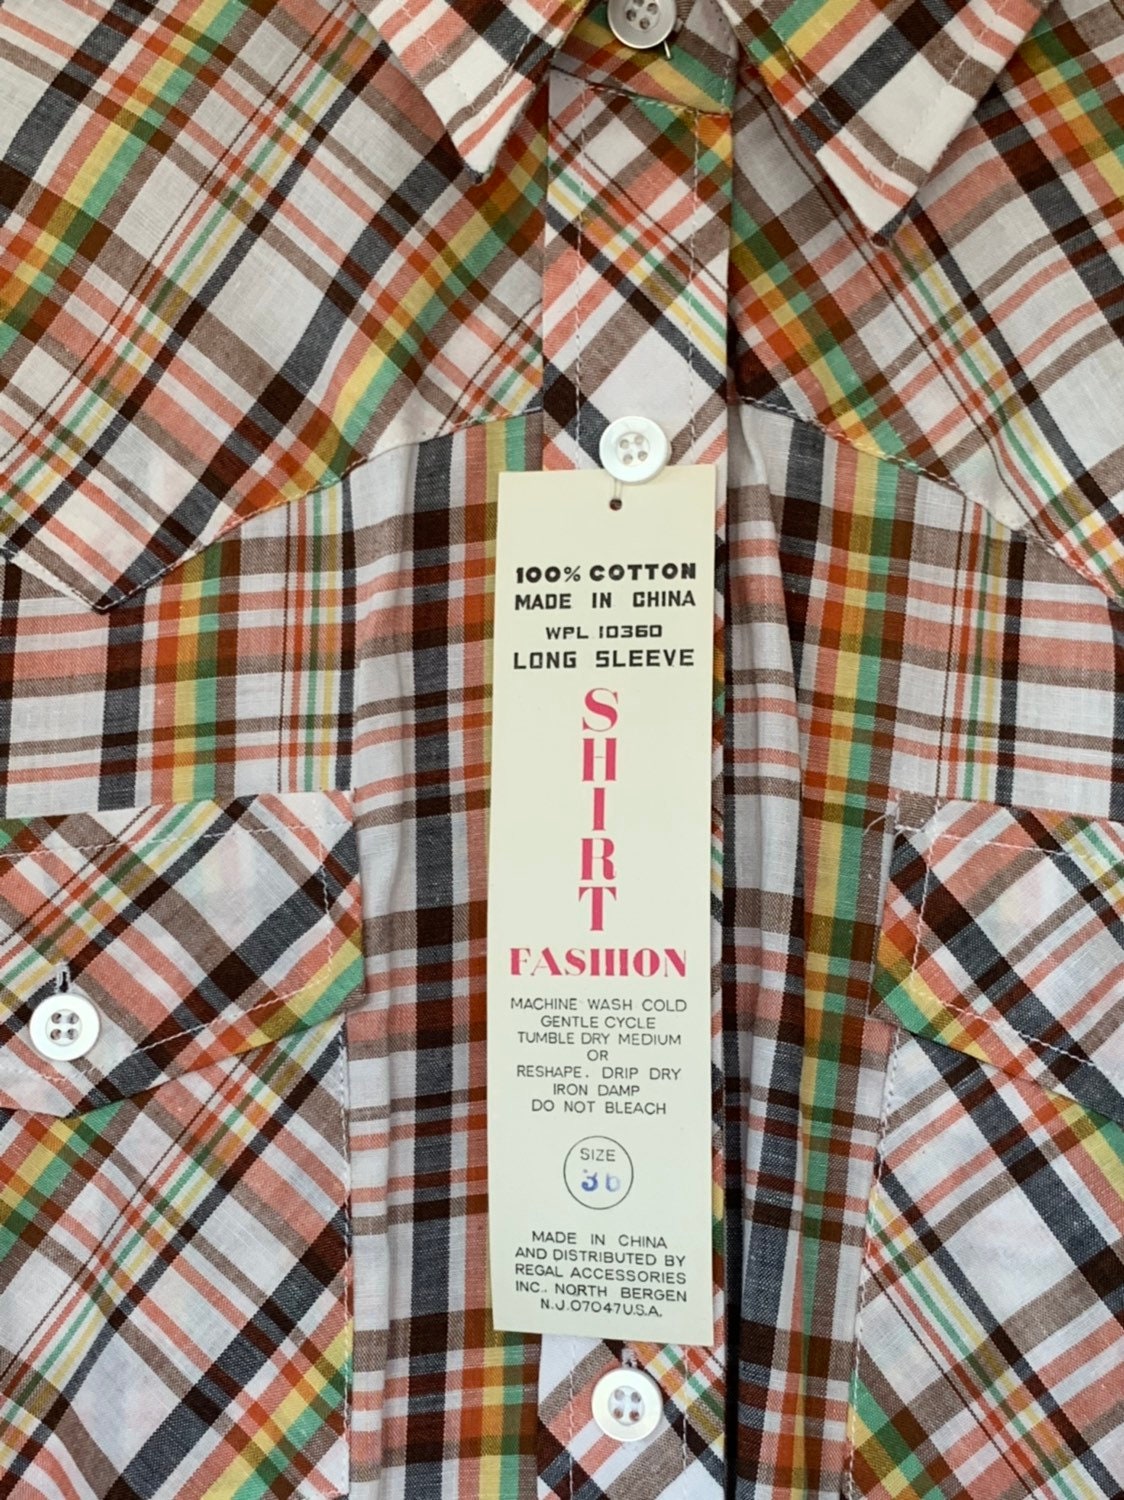 100% COTTON
MADE IN CHINA
WPL 10360
LONG SLEEVE
SHIRT
FASHION
MACHINE WASH COLD
GENTLE CYCLE
TUMBLE DRY MEDIUM
OR
RESHAPE. DRIP DRY
IRON DAMP
DO NOT BLEACH
SIZE
36
MADE IN CHINA
AND DISTRIBUTED BY
REGAL ACCESSORIES
INC., NORTH BERGEN
N.J.07047U.S.A.